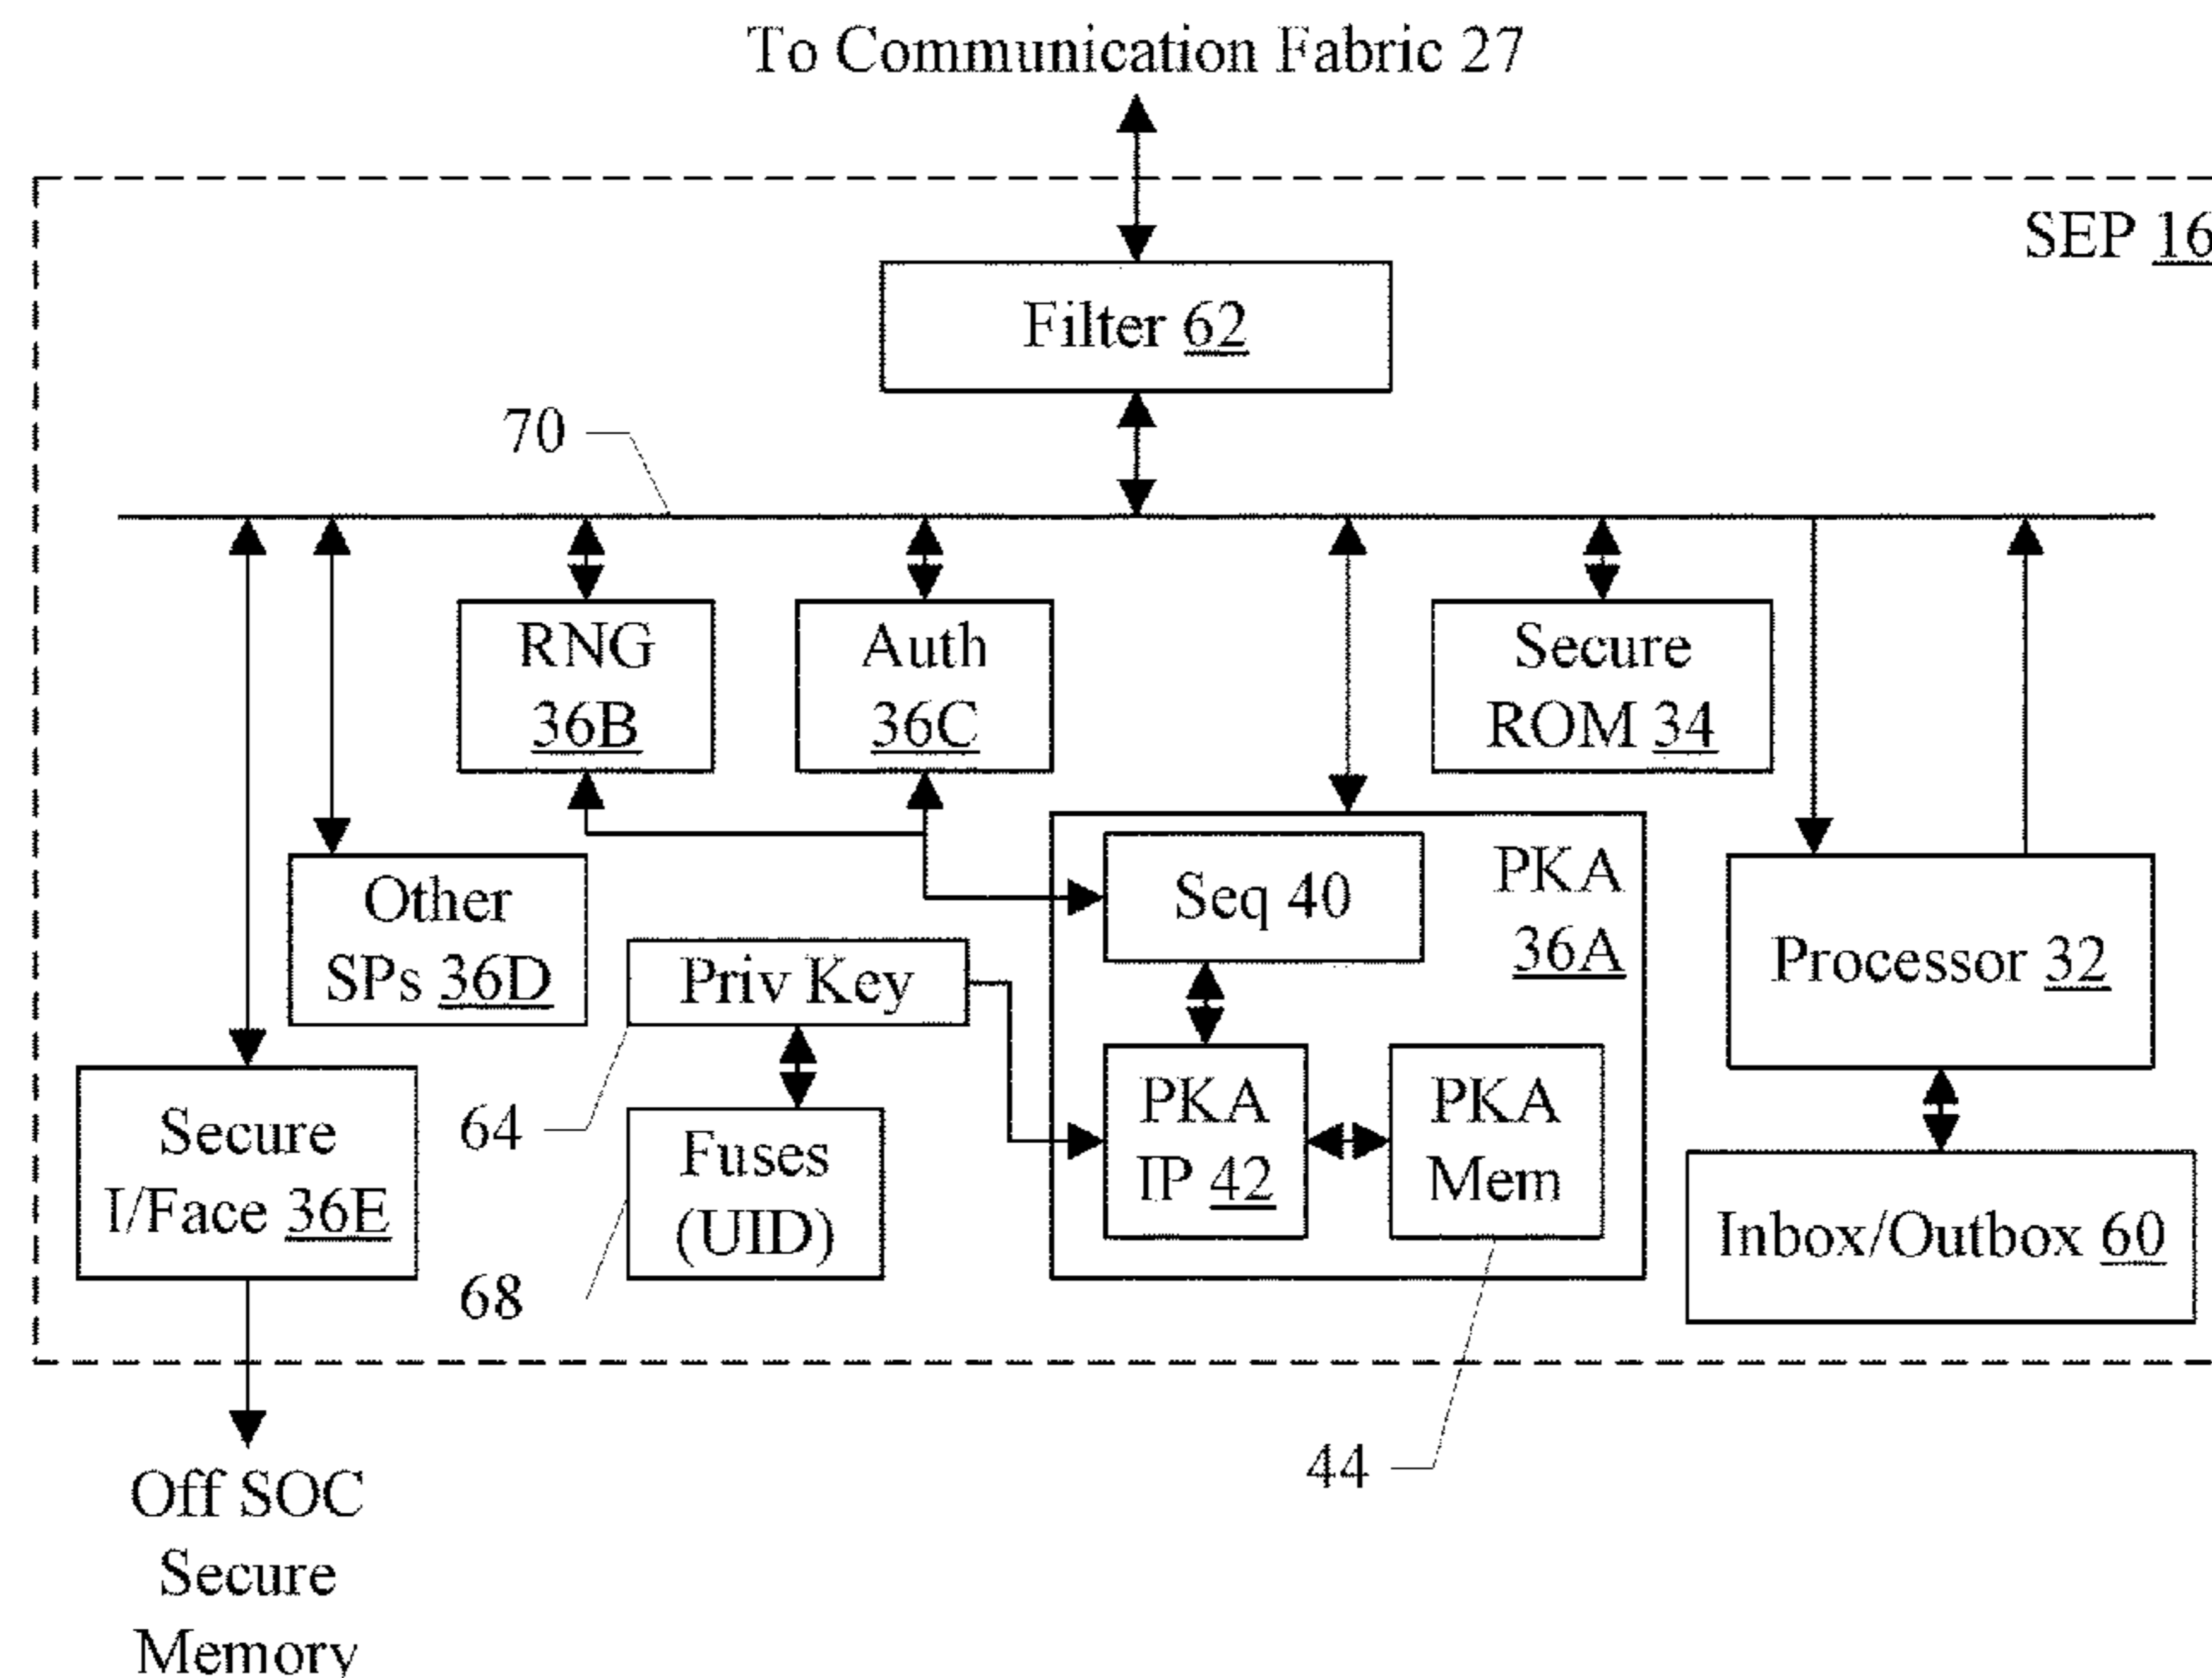 To Communication Fabric 27
SEP 16
Filter 62
70
RNG
36B
Auth
36C
Secure
ROM 34
Other
SPs 36D
Seq 40
PKA
36A
Processor 32
Priv Key
64
Secure
I/Face 36E
Fuses
(UID)
68
PKA
IP 42
PKA
Mem
Inbox/Outbox 60
44
Off SOC
Secure
Memory